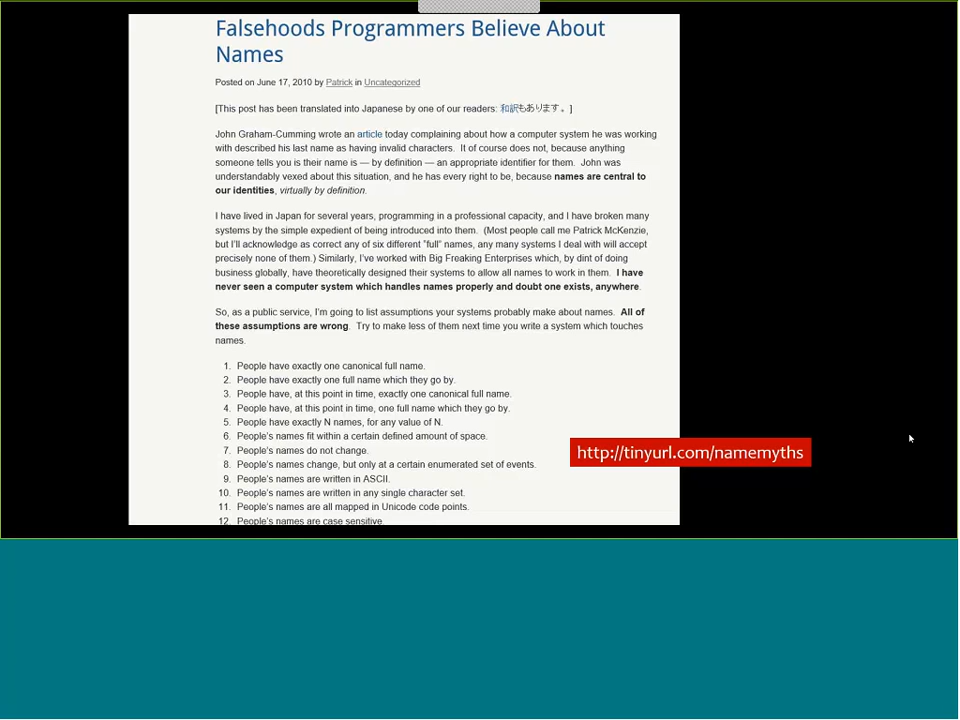 Falsehoods Programmers Believe About
Names
Posted on June 17, 2010 by Patrick in Uncategorized
[This post has been translated into Japanese by one of our readers: 和訳もあります。]
John Graham-Cumming wrote an article today complaining about how a computer system he was working
with described his last name as having invalid characters.  It of course does not, because anything
someone tells you is their name is — by definition — an appropriate identifier for them.  John was
understandably vexed about this situation, and he has every right to be, because names are central to
our identities, virtually by definition.
I have lived in Japan for several years, programming in a professional capacity, and I have broken many
systems by the simple expedient of being introduced into them.  (Most people call me Patrick McKenzie,
but I'll acknowledge as correct any of six different "full" names, any many systems I deal with will accept
precisely none of them.) Similarly, I've worked with Big Freaking Enterprises which, by dint of doing
business globally, have theoretically designed their systems to allow all names to work in them.  I have
never seen a computer system which handles names properly and doubt one exists, anywhere.
So, as a public service, I'm going to list assumptions your systems probably make about names.  All of
these assumptions are wrong.  Try to make less of them next time you write a system which touches
names.
1. People have exactly one canonical full name.
2. People have exactly one full name which they go by.
3. People have, at this point in time, exactly one canonical full name.
4. People have, at this point in time, one full name which they go by.
5. People have exactly N names, for any value of N.
6. People's names fit within a certain defined amount of space.
7. People's names do not change.
8. People's names change, but only at a certain enumerated set of events.
9. People's names are written in ASCII.
10. People's names are written in any single character set.
11. People's names are all mapped in Unicode code points.
12. People's names are case sensitive.
http://tinyurl.com/namemyths